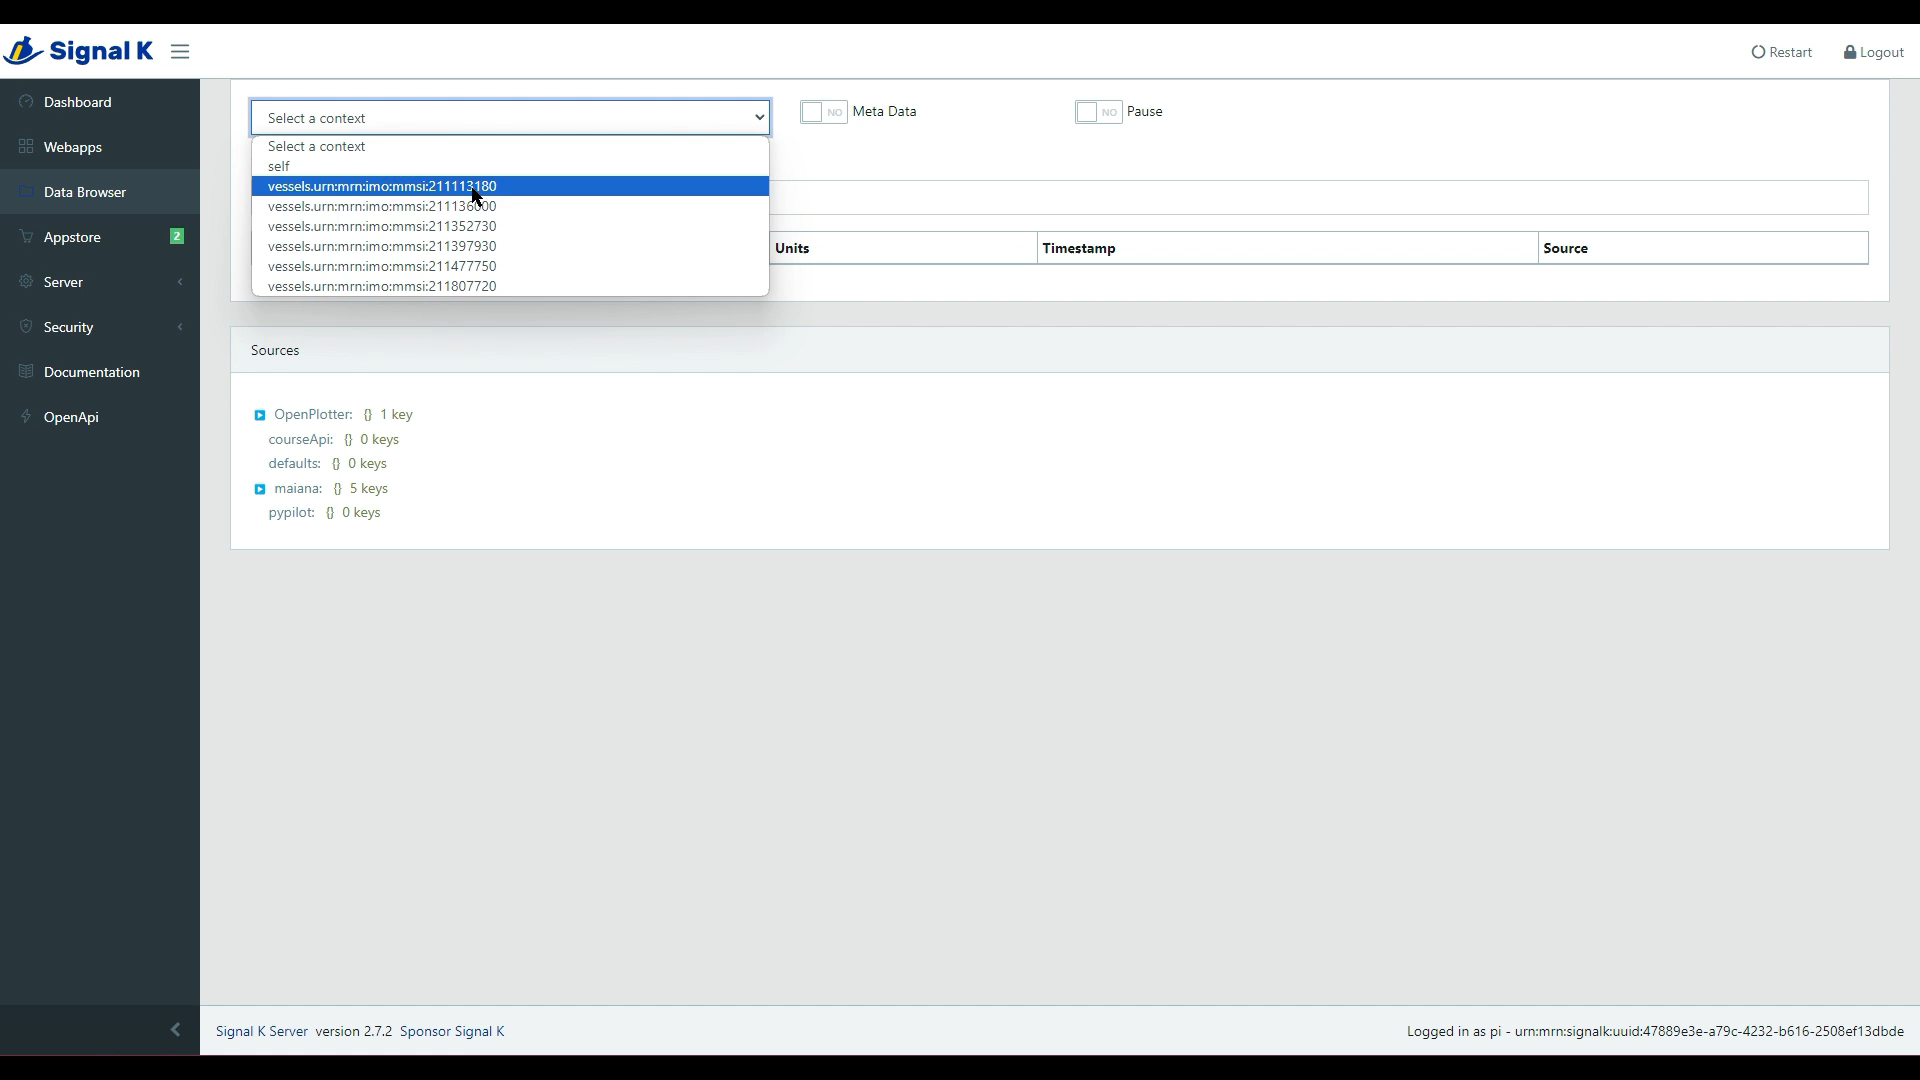 Signal K
Restart
Logout
Dashboard
Webapps
Data Browser
Appstore 2
Server
Security
Documentation
OpenApi
Select a context
NO Meta Data
NO Pause
Select a context
self
vessels.urn:mrn:imo:mmsi:211113180
vessels.urn:mrn:imo:mmsi:211136000
vessels.urn:mrn:imo:mmsi:211352730
vessels.urn:mrn:imo:mmsi:211397930
vessels.urn:mrn:imo:mmsi:211477750
vessels.urn:mrn:imo:mmsi:211807720
Units Timestamp Source
Sources
OpenPlotter: {} 1 key
courseApi: {} 0 keys
defaults: {} 0 keys
maiana: {} 5 keys
pypilot: {} 0 keys
Signal K Server version 2.7.2 Sponsor Signal K
Logged in as pi - urn:mrn:signalk:uuid:47889e3e-a79c-4232-b616-2508ef13dbde